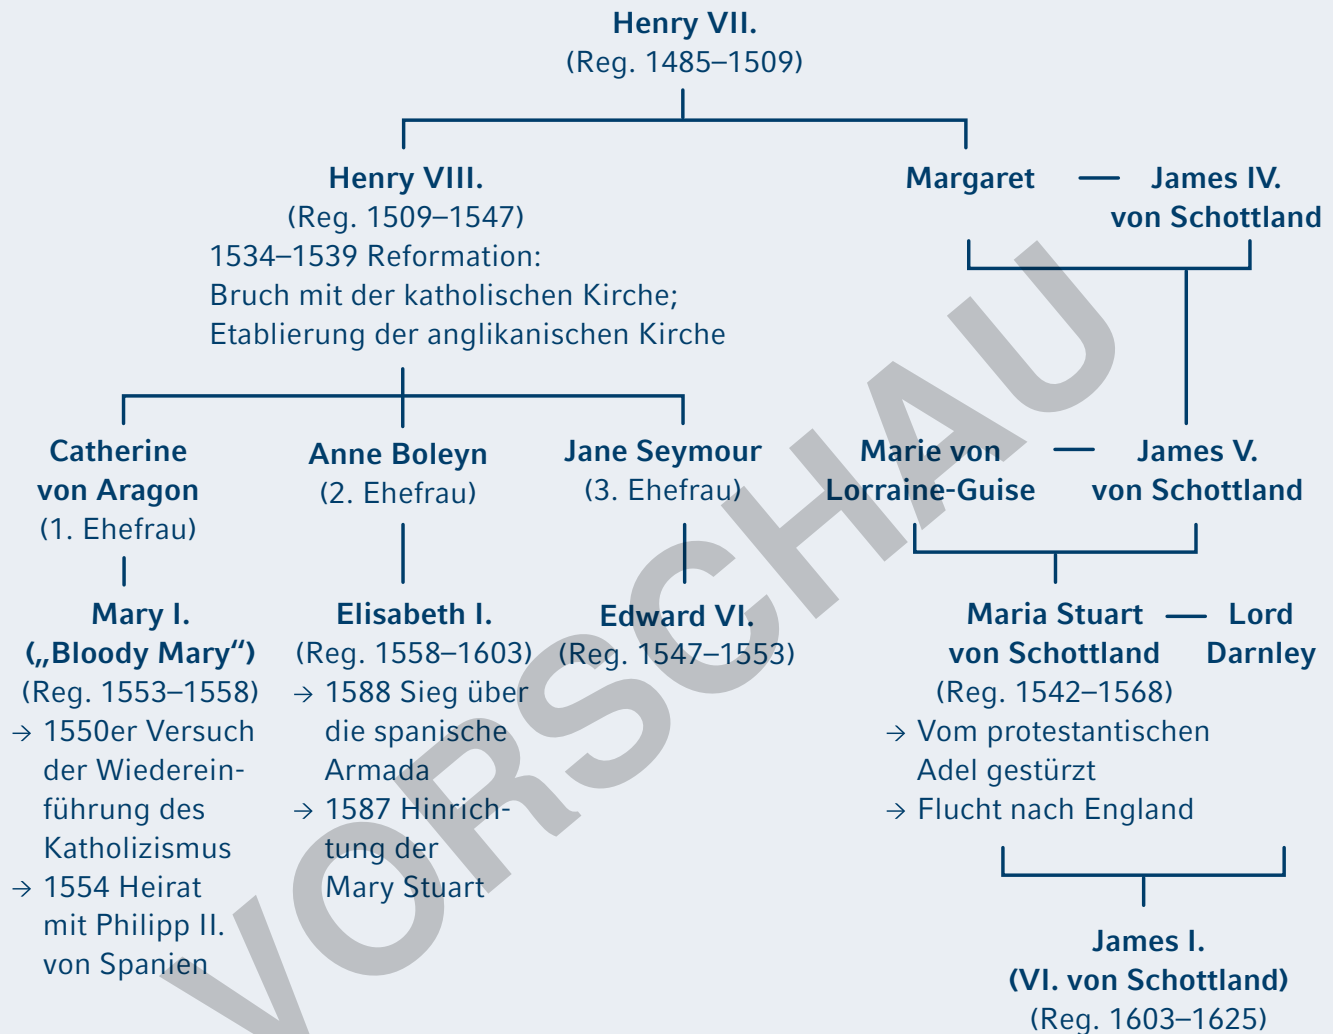 Henry VII.
(Reg. 1485–1509)
Henry VIII.
(Reg. 1509–1547)
1534–1539 Reformation:
Bruch mit der katholischen Kirche;
Etablierung der anglikanischen Kirche
Margaret — James IV.
von Schottland
Catherine
von Aragon
(1. Ehefrau)
Anne Boleyn
(2. Ehefrau)
Jane Seymour
(3. Ehefrau)
Marie von
Lorraine-Guise
—
James V.
von Schottland
Mary I.
(„Bloody Mary“)
(Reg. 1553–1558)
→ 1550er Versuch
der Wiederein-
führung des
Katholizismus
→ 1554 Heirat
mit Philipp II.
von Spanien
Elisabeth I.
(Reg. 1558–1603)
→ 1588 Sieg über
die spanische
Armada
→ 1587 Hinrich-
tung der
Mary Stuart
Edward VI.
(Reg. 1547–1553)
Maria Stuart
von Schottland
(Reg. 1542–1568)
→ Vom protestantischen
Adel gestürzt
→ Flucht nach England
—
Lord
Darnley
James I.
(VI. von Schottland)
(Reg. 1603–1625)
VORSCHAU